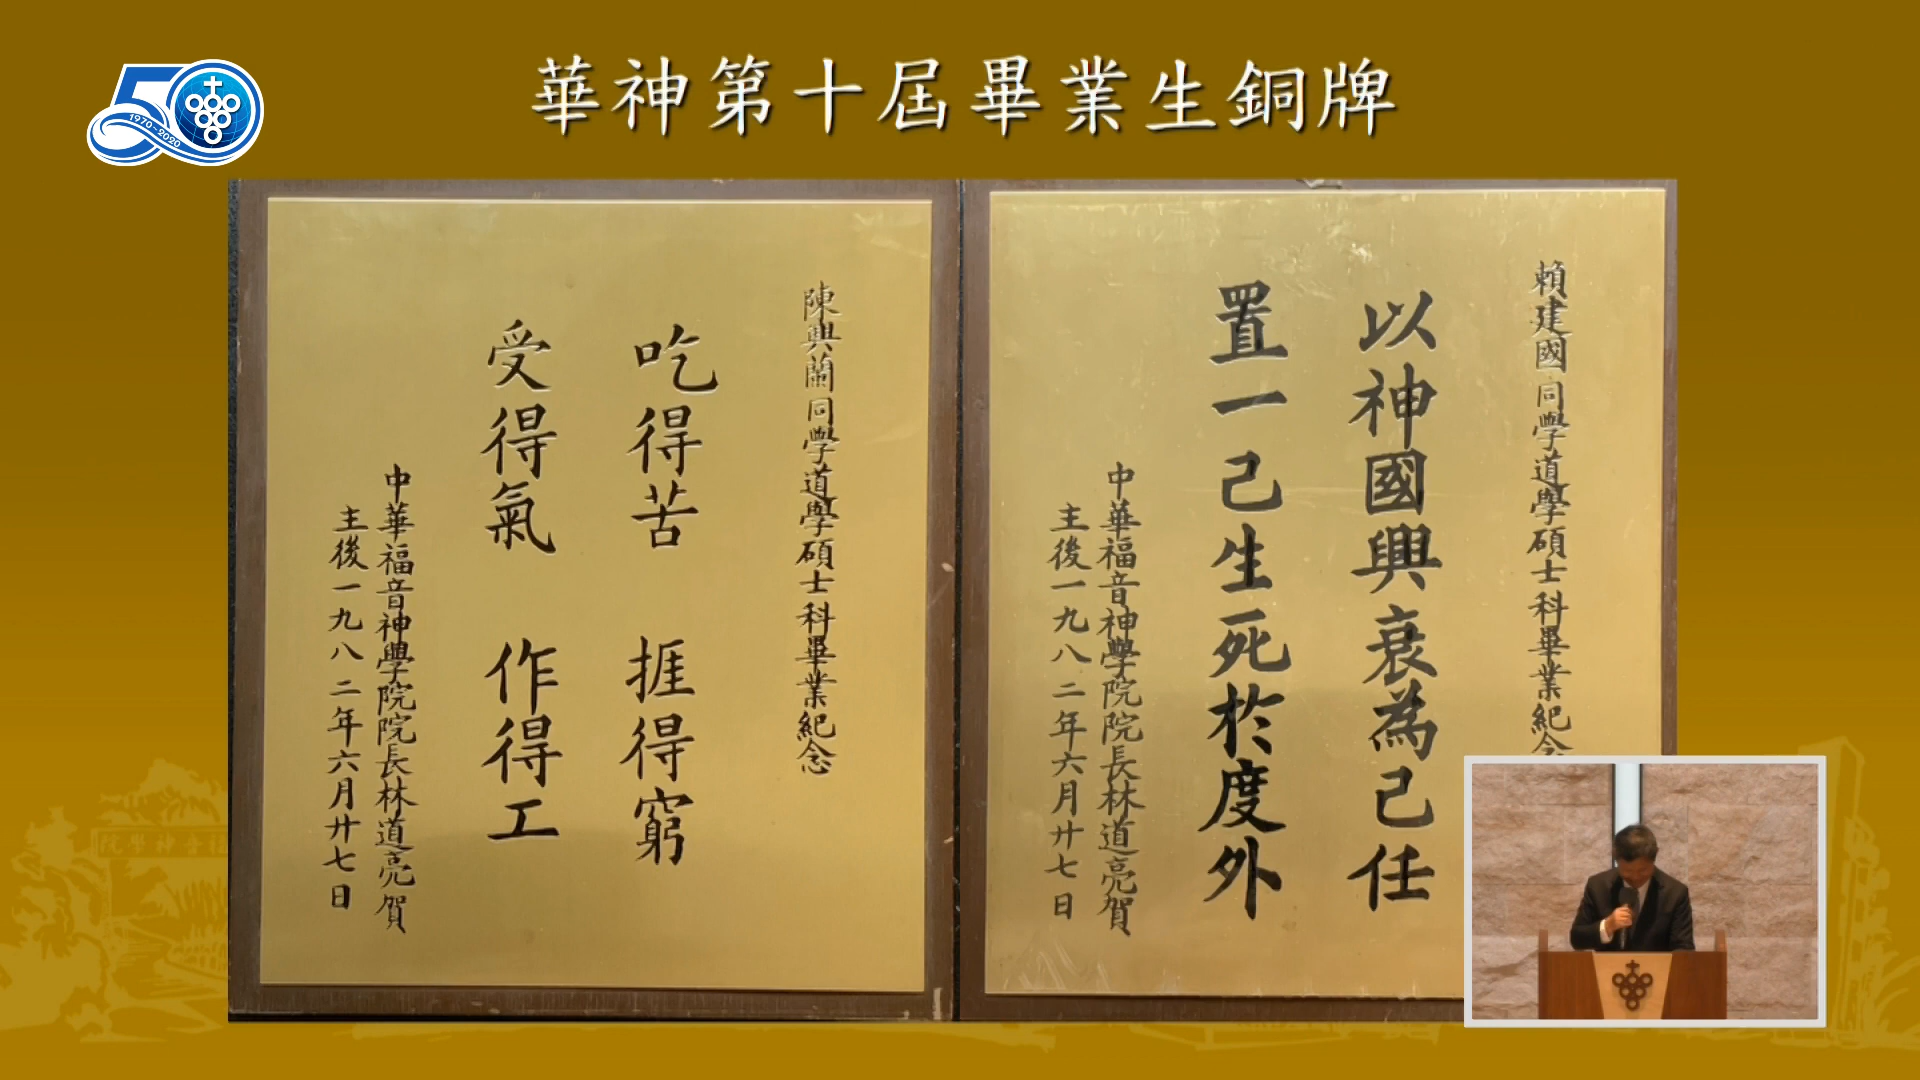 華神第十屆畢業生銅牌
50
1970-2020
陳興蘭同學道學碩士科畢業紀念
吃得苦 捱得窮
受得氣 作得工
中華福音神學院院長林道亮賀
主後一九八二年六月廿七日
賴建國同學道學碩士科畢業紀念
以神國興衰為己任
置一己生死於度外
中華福音神學院院長林道亮賀
主後一九八二年六月廿七日